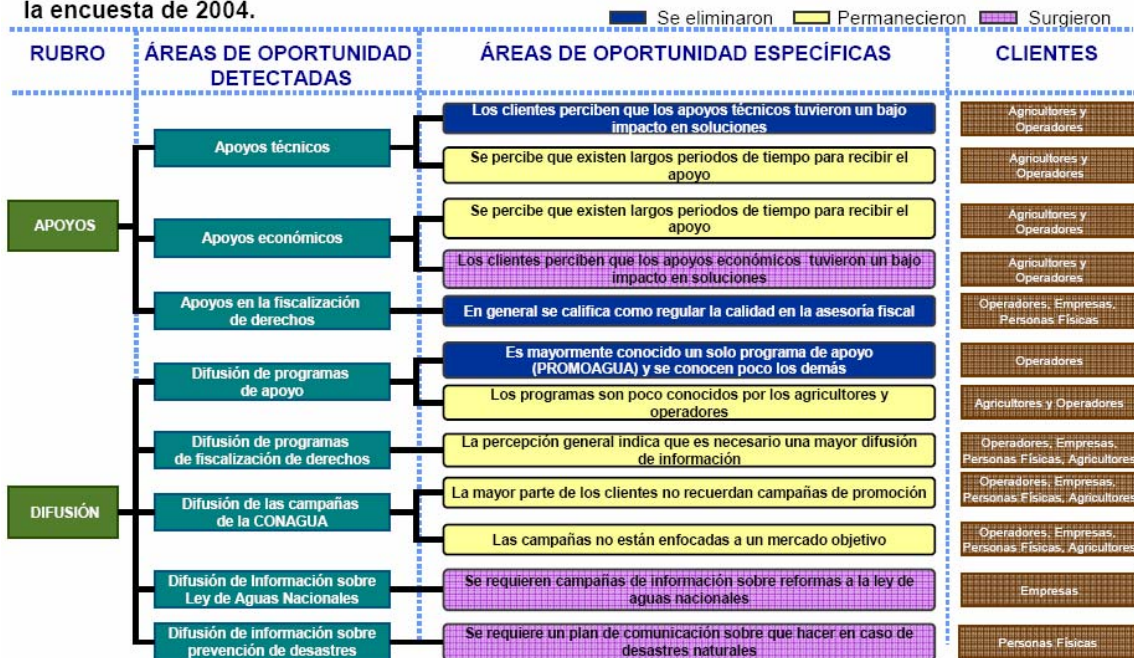 la encuesta de 2004.
Se eliminaron Permanecieron Surgieron
RUBRO ÁREAS DE OPORTUNIDAD DETECTADAS ÁREAS DE OPORTUNIDAD ESPECÍFICAS CLIENTES
APOYOS
Apoyos técnicos
Los clientes perciben que los apoyos técnicos tuvieron un bajo
impacto en soluciones
Agricultores y
Operadores
Se percibe que existen largos periodos de tiempo para recibir el
apoyo
Agricultores y
Operadores
Apoyos económicos
Se percibe que existen largos periodos de tiempo para recibir el
apoyo
Agricultores y
Operadores
Los clientes perciben que los apoyos económicos tuvieron un bajo
impacto en soluciones
Agricultores y
Operadores
Apoyos en la fiscalización
de derechos
En general se califica como regular la calidad en la asesoría fiscal
Operadores, Empresas,
Personas Físicas
DIFUSIÓN
Difusión de programas
de apoyo
Es mayormente conocido un solo programa de apoyo
(PROMOAGUA) y se conocen poco los demás
Operadores
Los programas son poco conocidos por los agricultores y
operadores
Agricultores y Operadores
Difusión de programas
de fiscalización de derechos
La percepción general indica que es necesario una mayor difusión
de información
Operadores, Empresas,
Personas Físicas, Agricultores
Difusión de las campañas
de la CONAGUA
La mayor parte de los clientes no recuerdan campañas de promoción
Operadores, Empresas,
Personas Físicas, Agricultores
Las campañas no están enfocadas a un mercado objetivo
Operadores, Empresas,
Personas Físicas, Agricultores
Difusión de Información sobre
Ley de Aguas Nacionales
Se requieren campañas de información sobre reformas a la ley de
aguas nacionales
Empresas
Difusión de información sobre
prevención de desastres
Se requiere un plan de comunicación sobre que hacer en caso de
desastres naturales
Personas Físicas